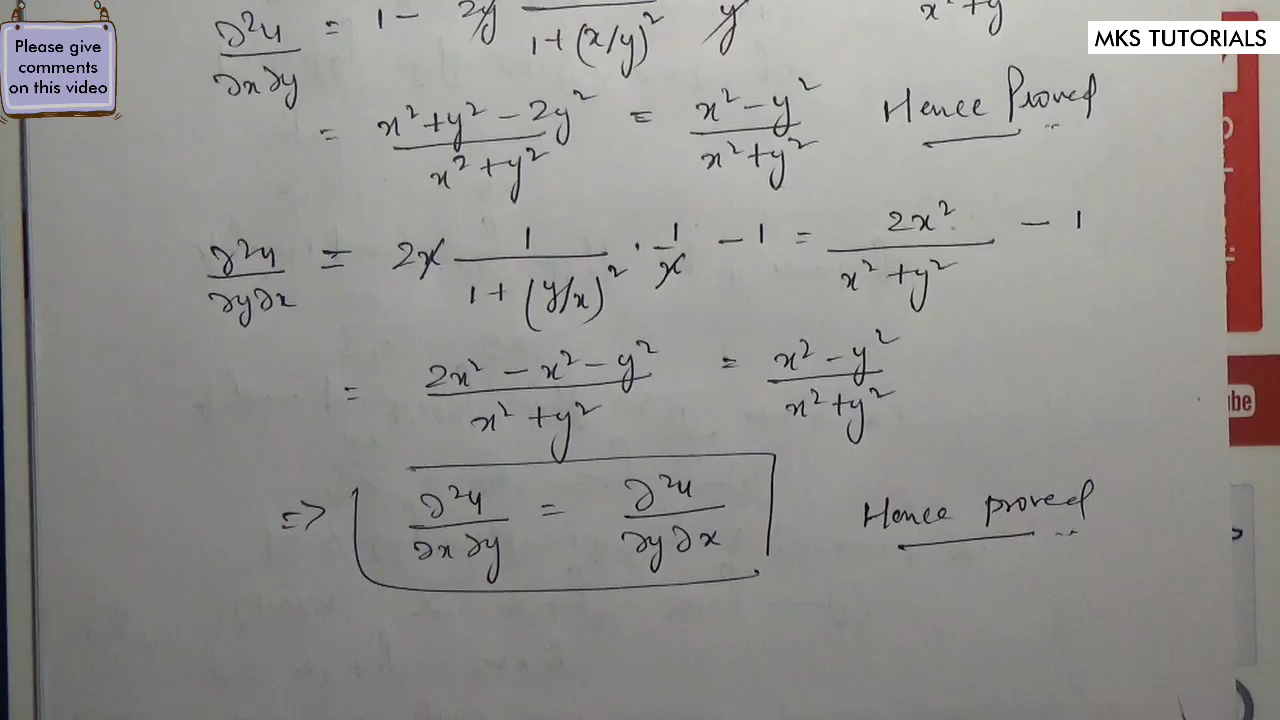 ∂²u/∂x∂y = 1 - 2y 1/(1+(x/y)²) y
x²+y
MKS TUTORIALS
Please give
comments
on this video
= (x²+y²-2y²)/(x²+y²) = (x²-y²)/(x²+y²) Hence Proved
∂²u/∂y∂x = 2x 1/(1+(y/x)²) · 1/x - 1 = 2x²/(x²+y²) - 1
= (2x²-x²-y²)/(x²+y²) = (x²-y²)/(x²+y²)
=> ∂²u/∂x∂y = ∂²u/∂y∂x Hence proved